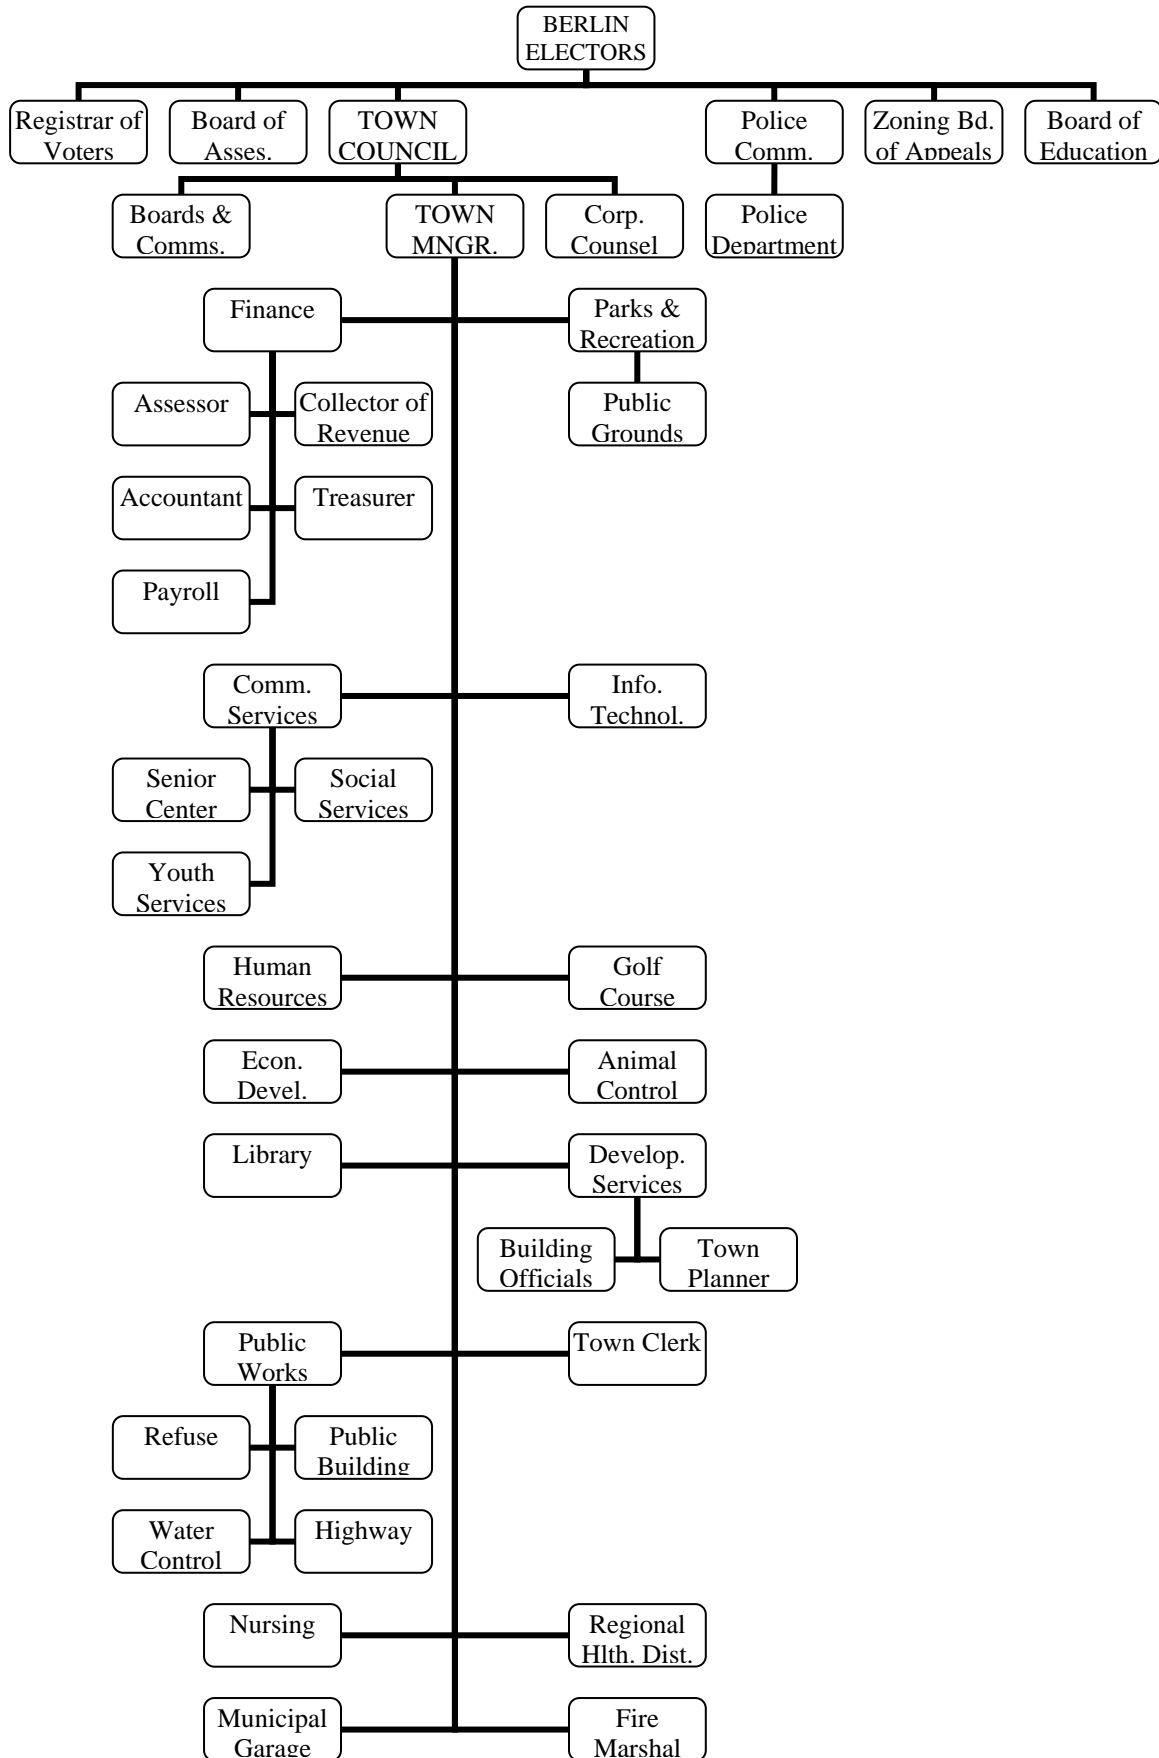 BERLIN
ELECTORS
Registrar of
Voters
Board of
Asses.
TOWN
COUNCIL
Police
Comm.
Zoning Bd.
of Appeals
Board of
Education
Boards &
Comms.
TOWN
MNGR.
Corp.
Counsel
Police
Department
Finance
Parks &
Recreation
Assessor
Collector of
Revenue
Public
Grounds
Accountant
Treasurer
Payroll
Comm.
Services
Info.
Technol.
Senior
Center
Social
Services
Youth
Services
Human
Resources
Golf
Course
Econ.
Devel.
Animal
Control
Library
Develop.
Services
Building
Officials
Town
Planner
Public
Works
Town Clerk
Refuse
Public
Building
Water
Control
Highway
Nursing
Regional
Hlth. Dist.
Municipal
Garage
Fire
Marshal